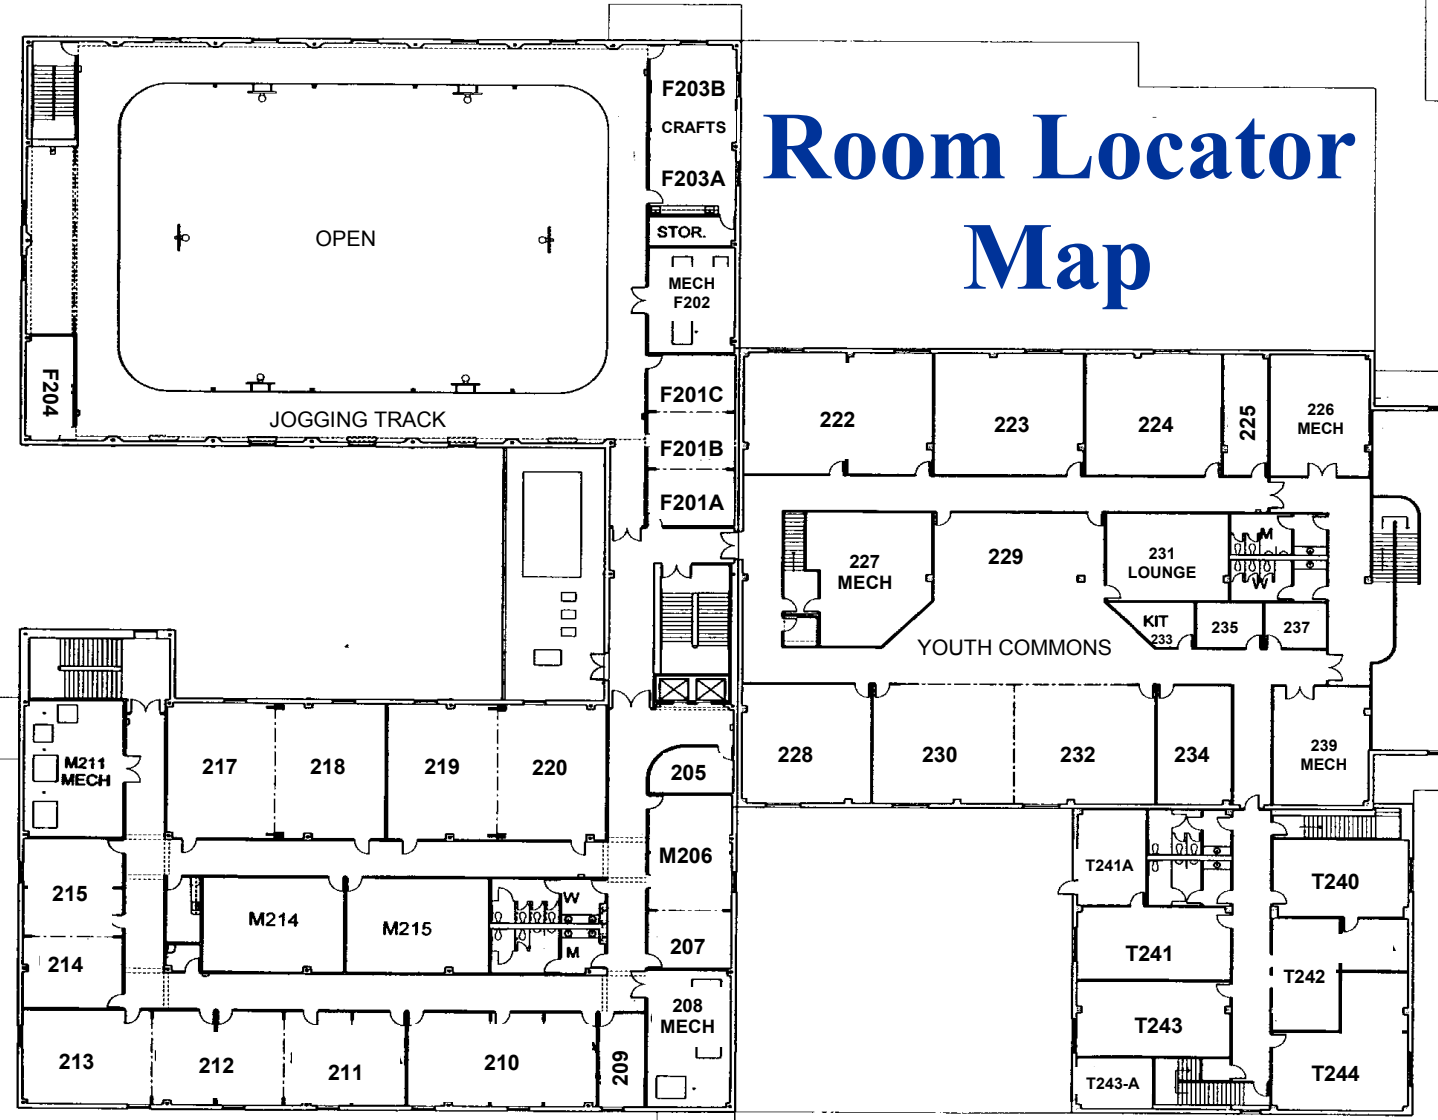 Room Locator
Map
F203B
CRAFTS
F203A
STOR.
MECH
F202
OPEN
F204
JOGGING TRACK
F201C
F201B
F201A
222
223
224
225
226
MECH
227
MECH
229
231
LOUNGE
M
W
KIT
233
235
237
YOUTH COMMONS
228
230
232
234
239
MECH
M211
MECH
217
218
219
220
205
M206
215
214
M214
M215
W
M
207
208
MECH
213
212
211
210
209
T241A
T240
T241
T242
T243
T243-A
T244